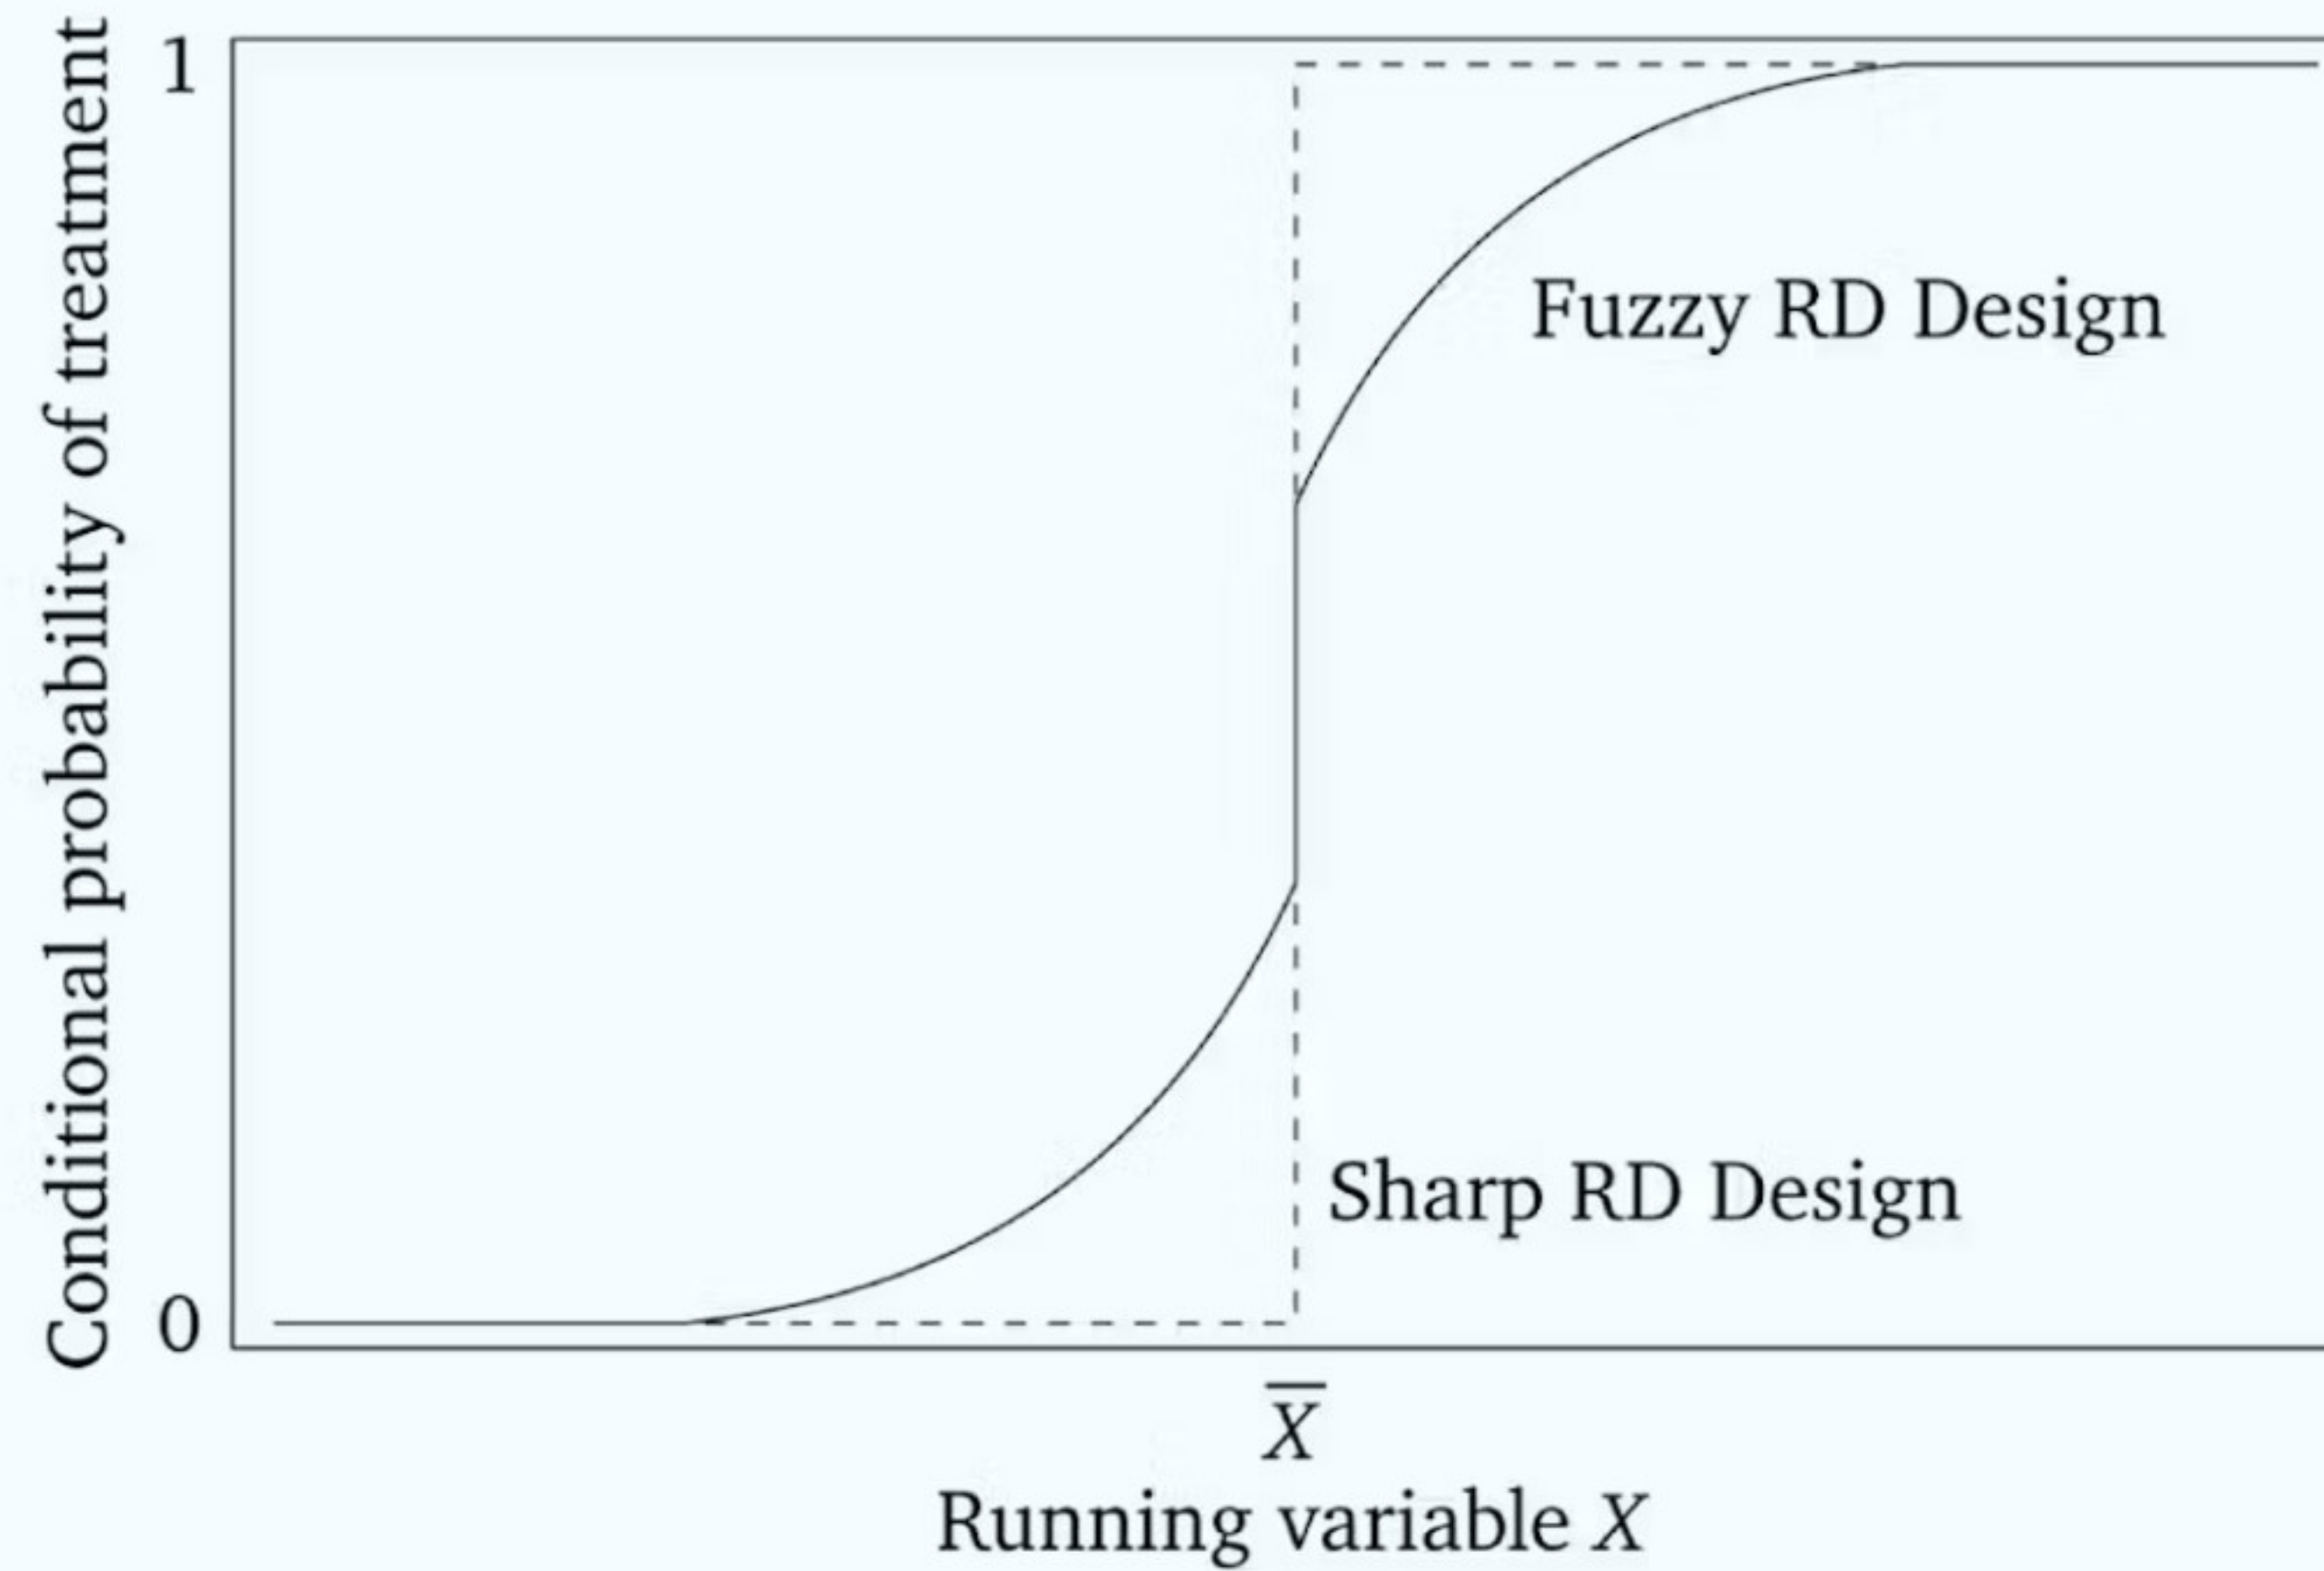 Conditional probability of treatment
1
Fuzzy RD Design
Sharp RD Design
0
X̅
Running variable X